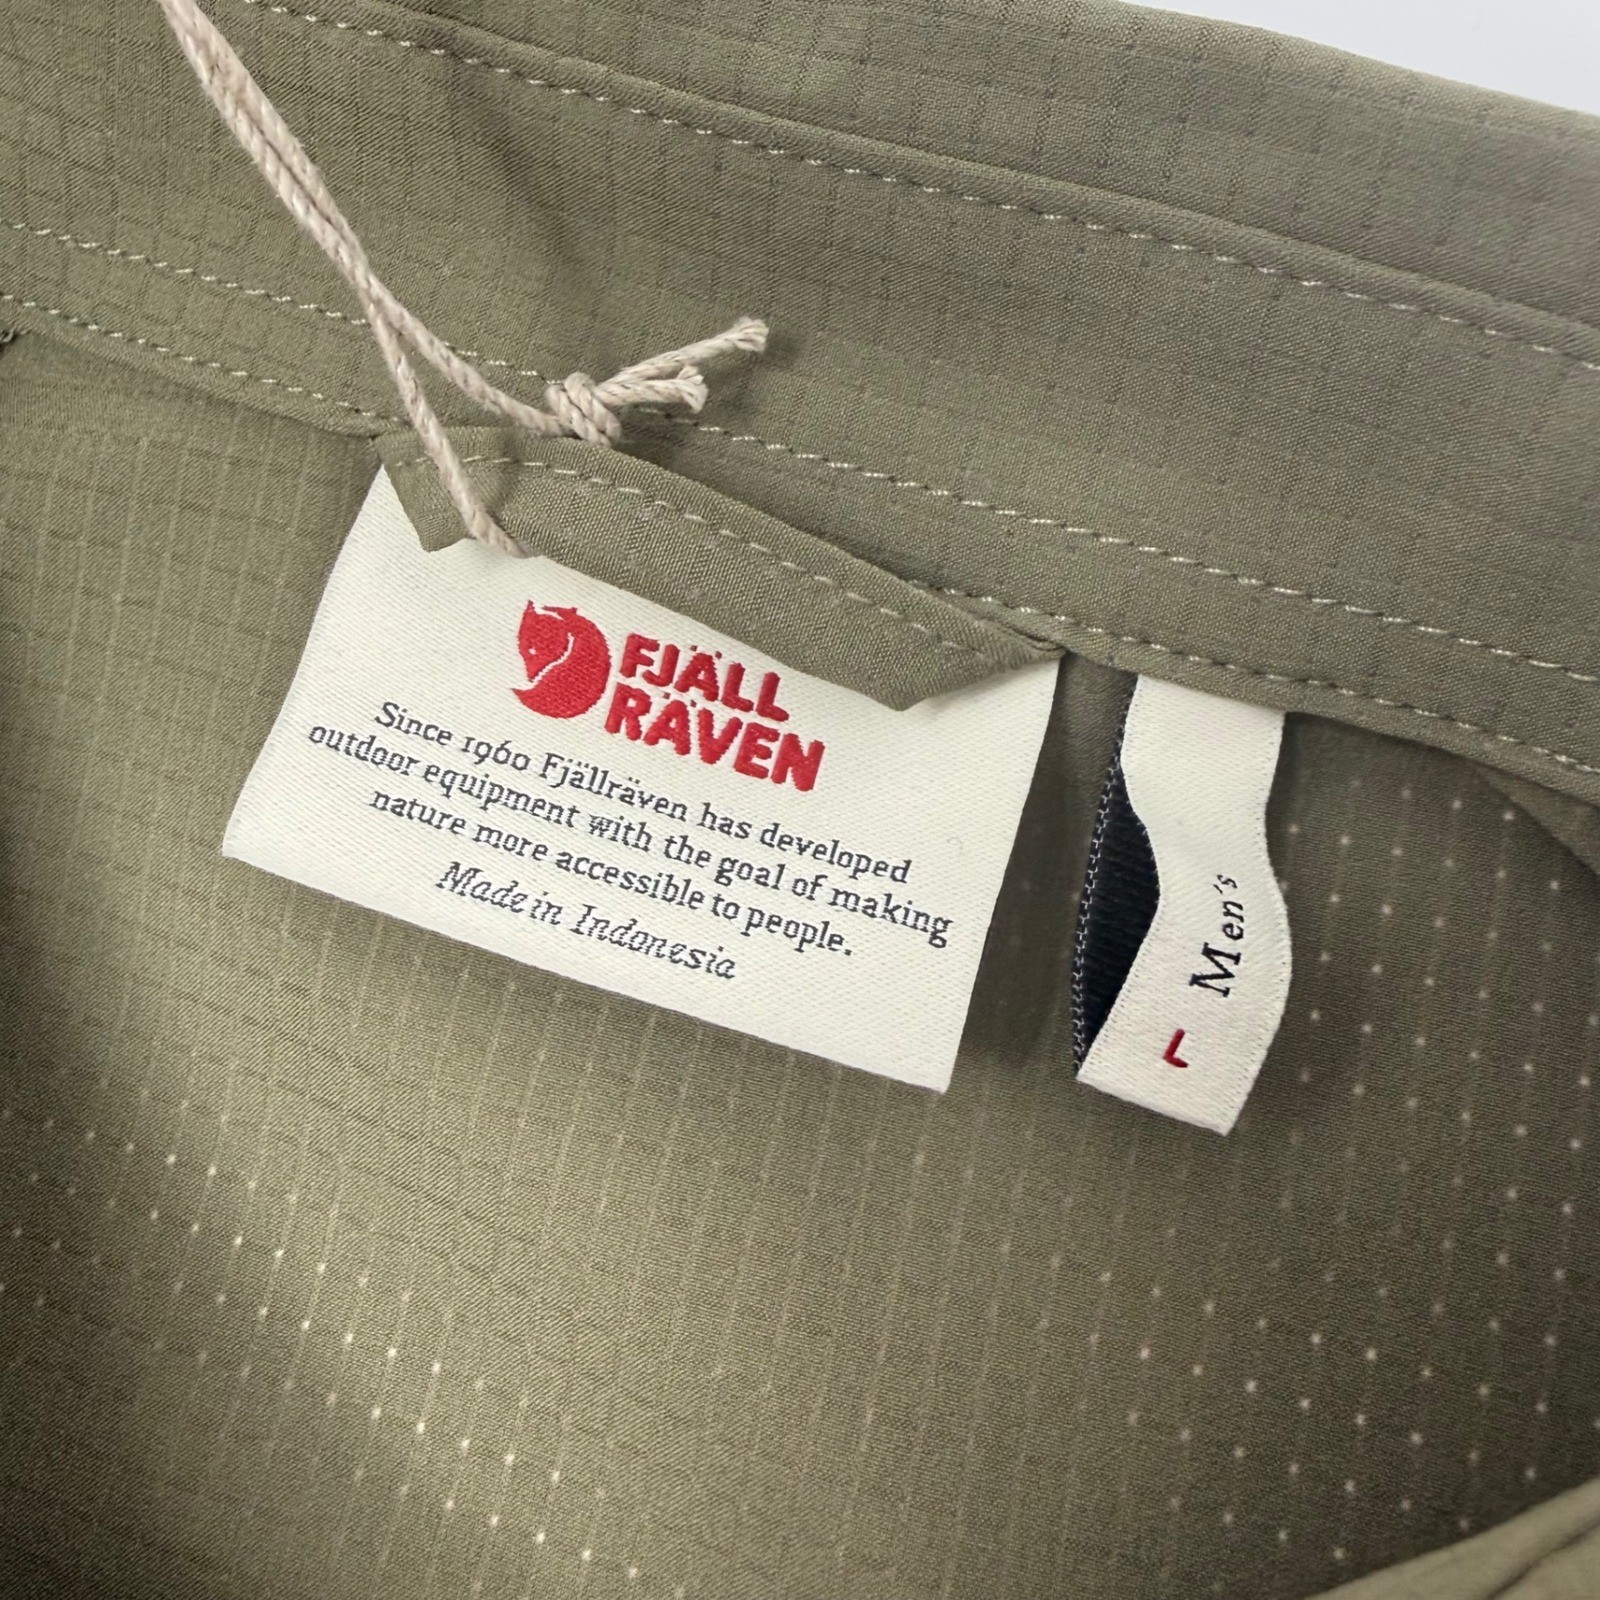 FJÄLL
RÄVEN
Since 1960 Fjällräven has developed
outdoor equipment with the goal of making
nature more accessible to people.
Made in Indonesia
Men's
L